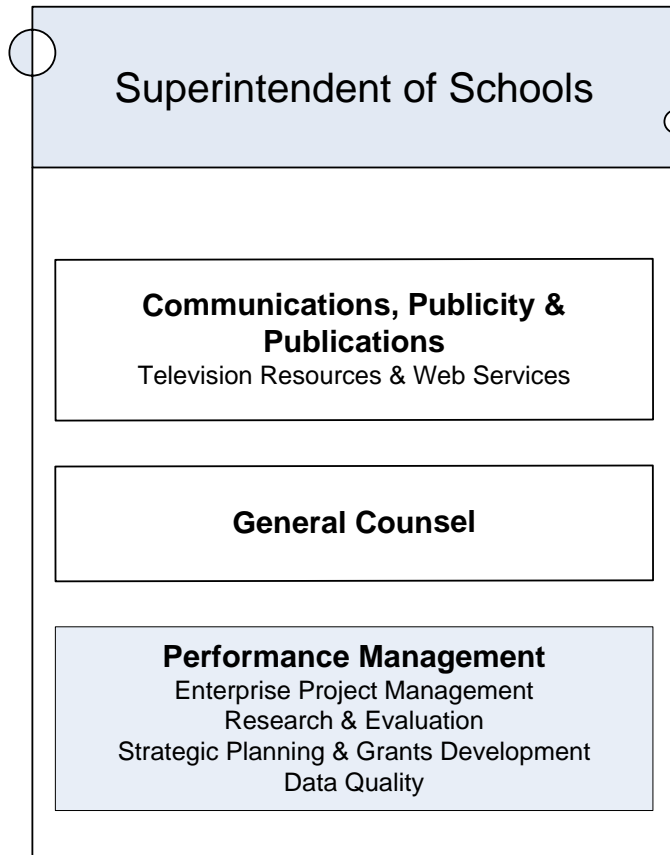 Superintendent of Schools
Communications, Publicity &
Publications
Television Resources & Web Services
General Counsel
Performance Management
Enterprise Project Management
Research & Evaluation
Strategic Planning & Grants Development
Data Quality